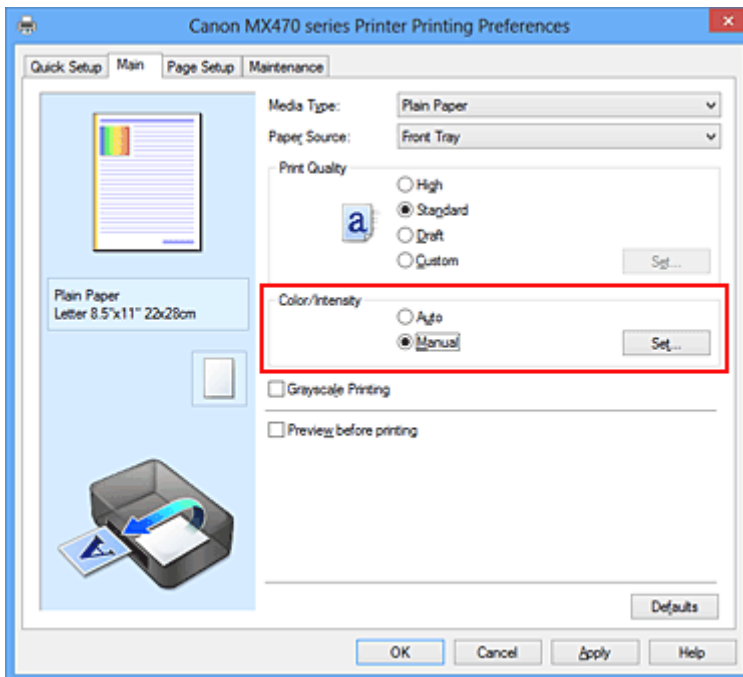 Canon MX470 series Printer Printing Preferences
Quick Setup Main Page Setup Maintenance
Media Type: Plain Paper
Paper Source: Front Tray
Print Quality
High
Standard
Draft
Custom Set...
a
Plain Paper
Letter 8.5"x11" 22x28cm
Color/Intensity
Auto
Manual Set...
Grayscale Printing
Preview before printing
A
Defaults
OK Cancel Apply Help